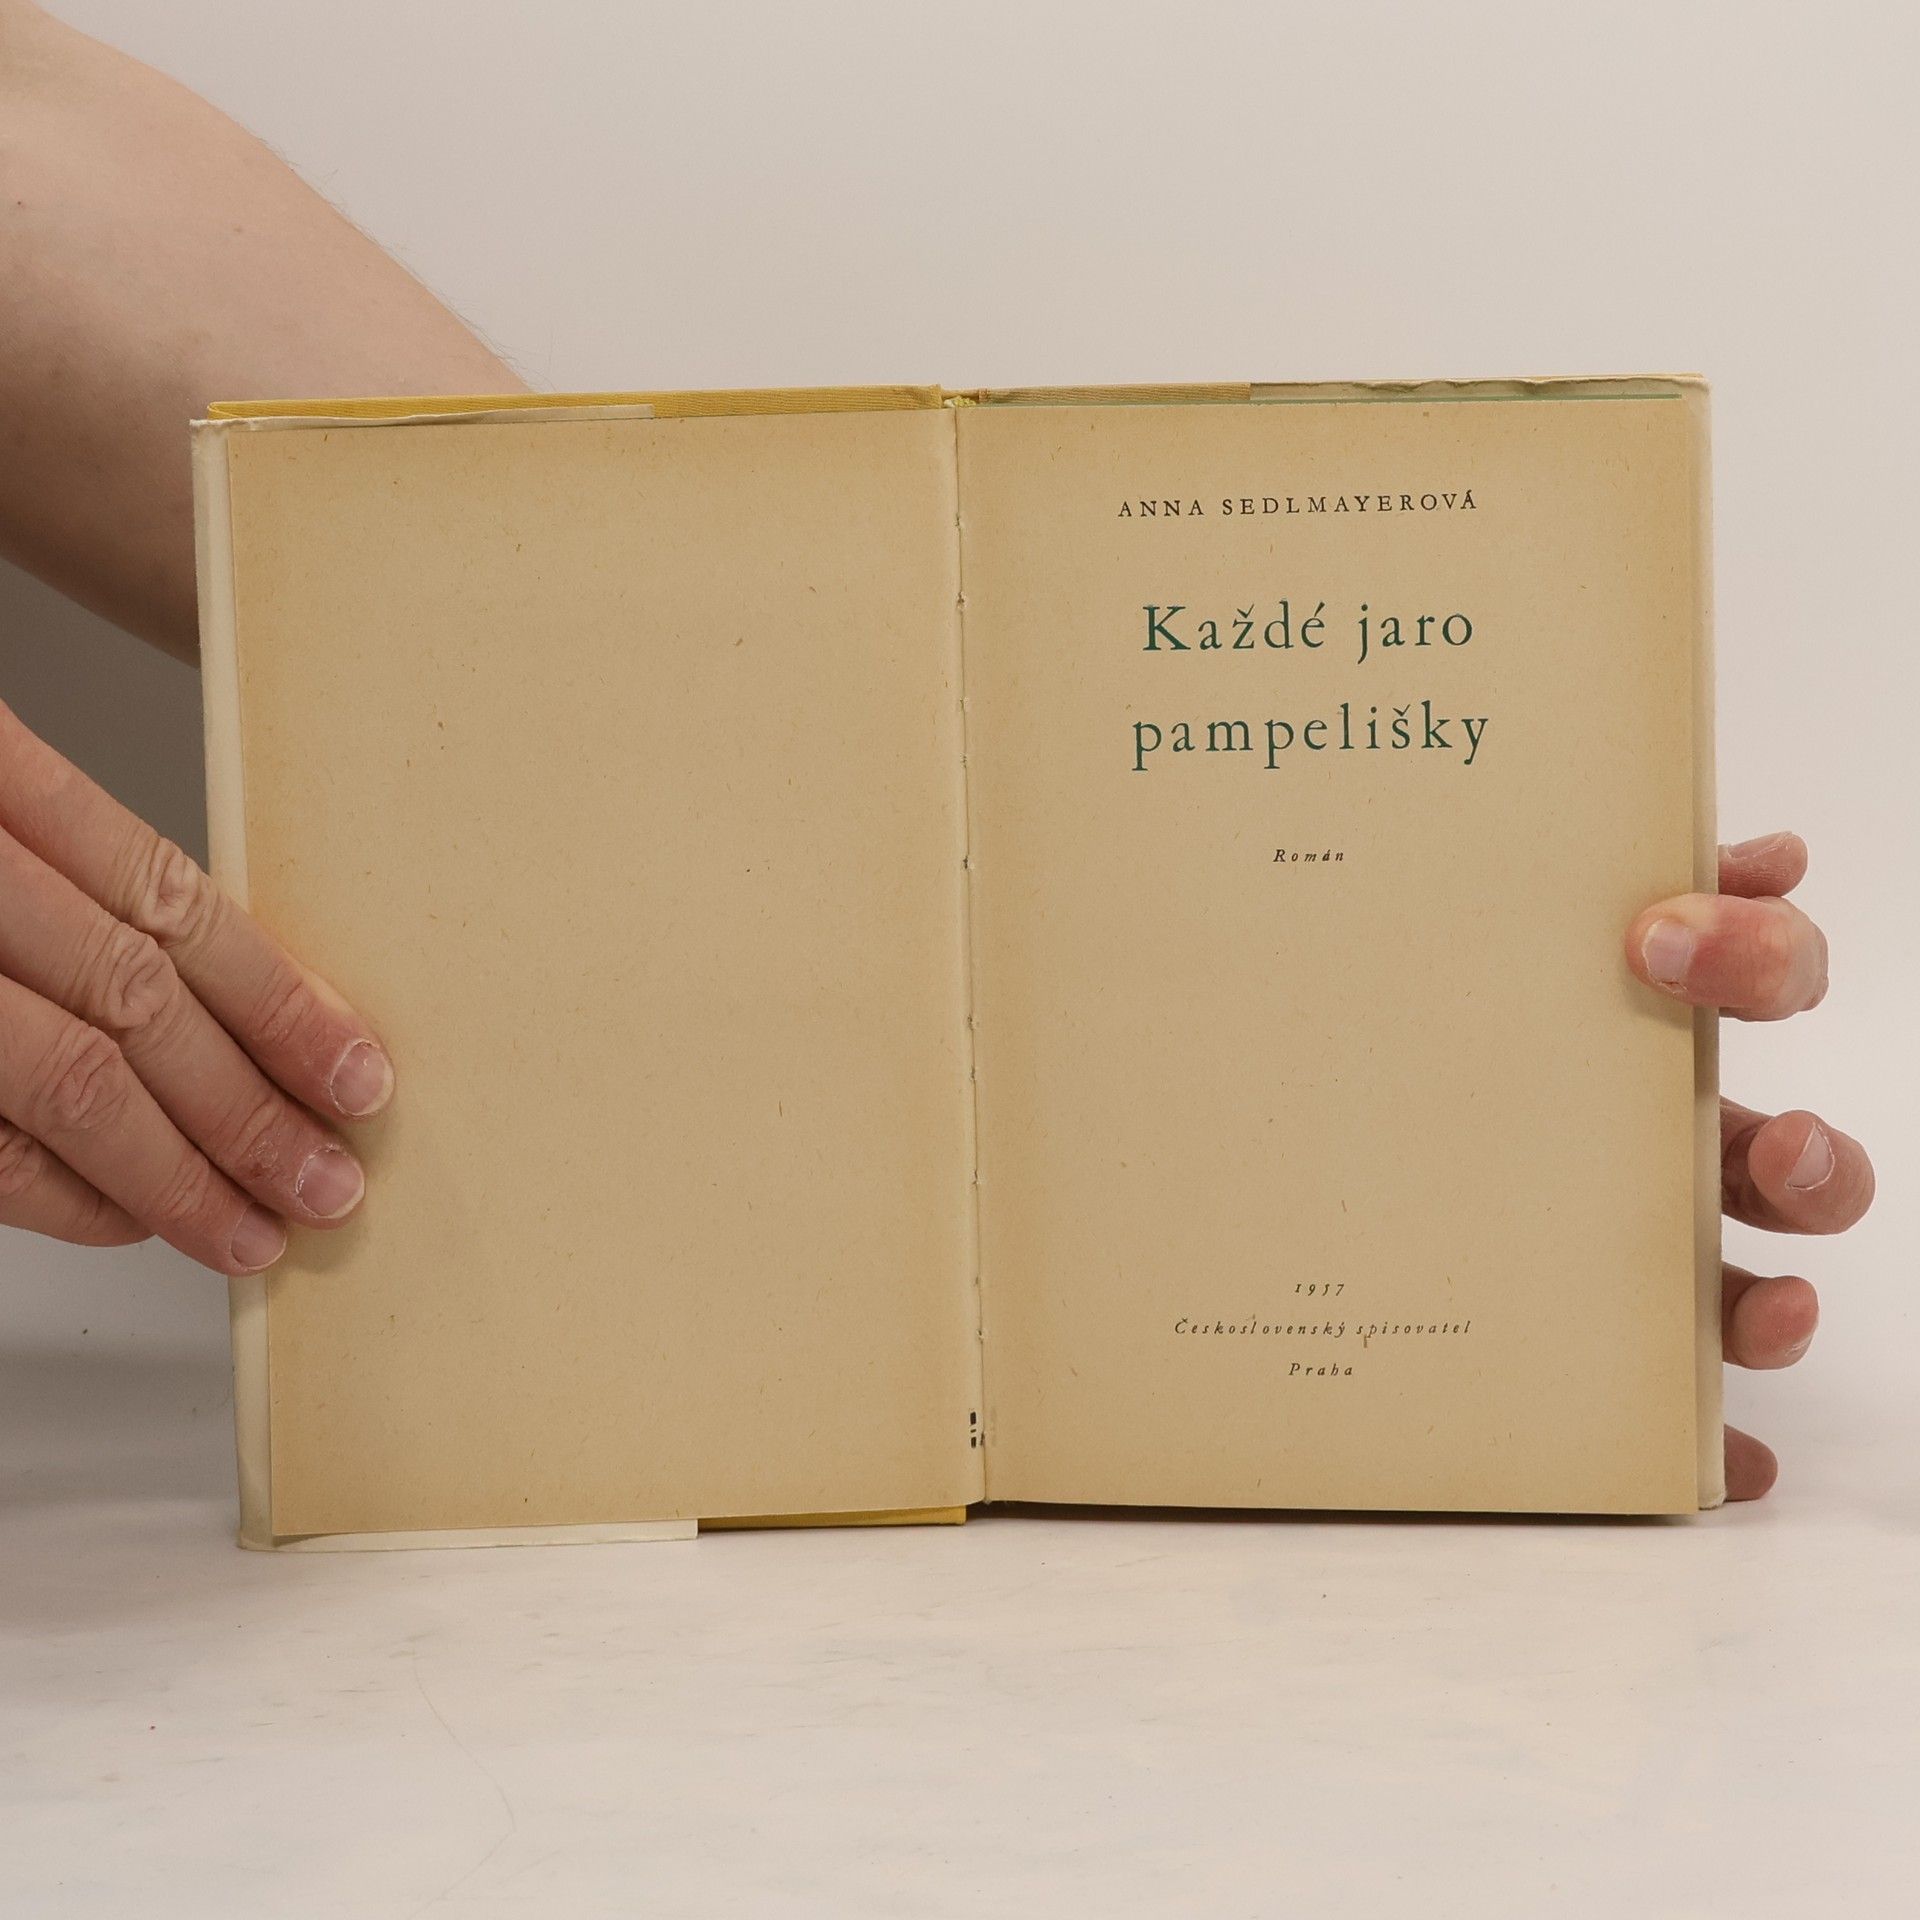 ANNA SEDLMAYEROVÁ
Každé jaro
pampelišky
Román
1957
Československý spisovatel
Praha